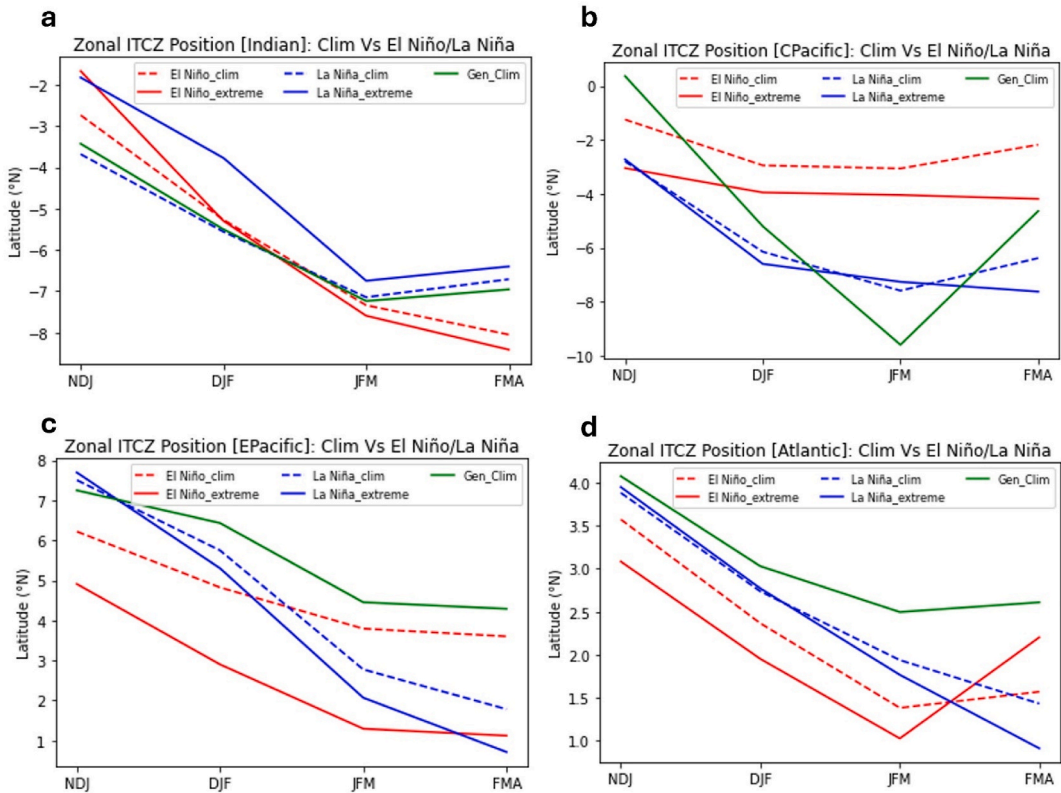 a
Zonal ITCZ Position [Indian]: Clim Vs El Niño/La Niña
El Niño_clim
El Niño_extreme
La Niña_clim
La Niña_extreme
Gen_Clim
Latitude (°N)
−2
−3
−4
−5
−6
−7
−8
NDJ
DJF
JFM
FMA
b
Zonal ITCZ Position [CPacific]: Clim Vs El Niño/La Niña
El Niño_clim
El Niño_extreme
La Niña_clim
La Niña_extreme
Gen_Clim
Latitude (°N)
0
−2
−4
−6
−8
−10
NDJ
DJF
JFM
FMA
c
Zonal ITCZ Position [EPacific]: Clim Vs El Niño/La Niña
El Niño_clim
El Niño_extreme
La Niña_clim
La Niña_extreme
Gen_Clim
Latitude (°N)
8
7
6
5
4
3
2
1
NDJ
DJF
JFM
FMA
d
Zonal ITCZ Position [Atlantic]: Clim Vs El Niño/La Niña
El Niño_clim
El Niño_extreme
La Niña_clim
La Niña_extreme
Gen_Clim
Latitude (°N)
4.0
3.5
3.0
2.5
2.0
1.5
1.0
NDJ
DJF
JFM
FMA